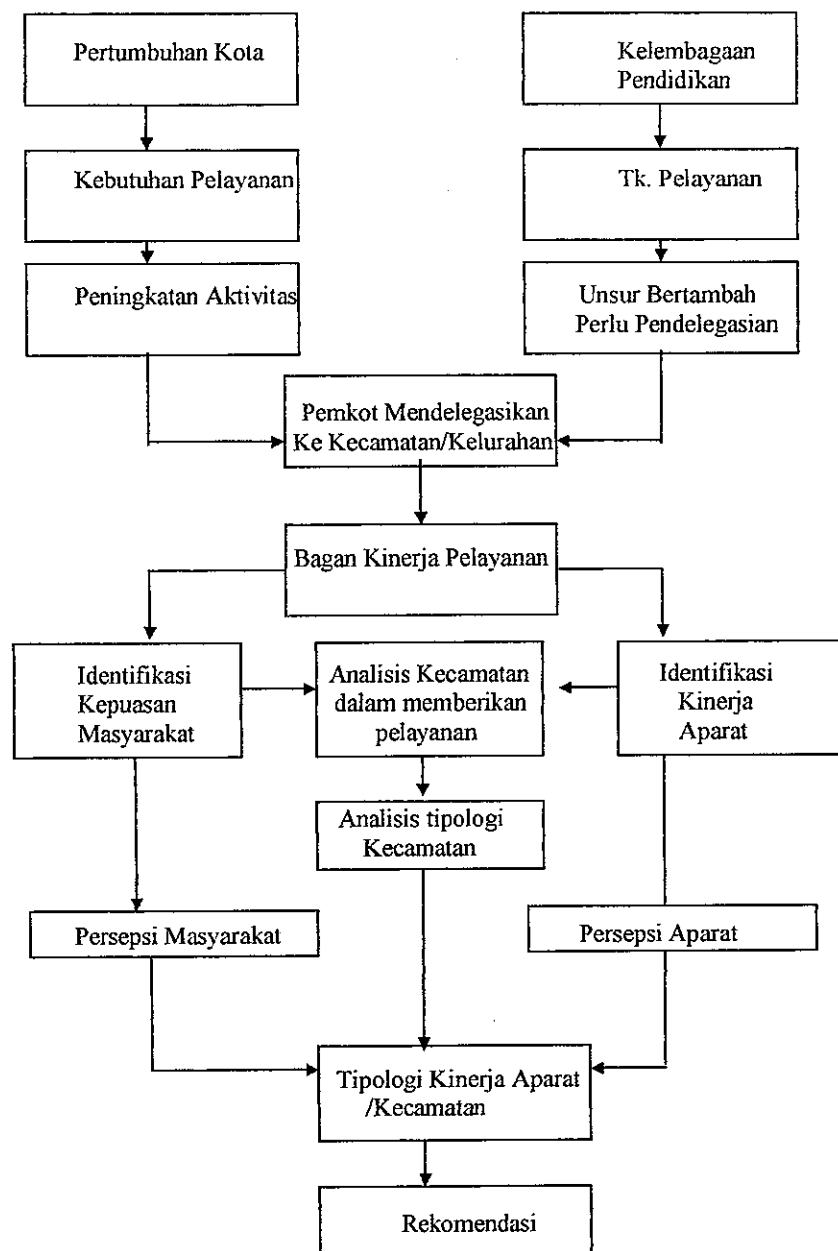 Pertumbuhan Kota
Kelembagaan
Pendidikan
Kebutuhan Pelayanan
Tk. Pelayanan
Peningkatan Aktivitas
Unsur Bertambah
Perlu Pendelegasian
Pemkot Mendelegasikan
Ke Kecamatan/Kelurahan
Bagan Kinerja Pelayanan
Identifikasi
Kepuasan
Masyarakat
Analisis Kecamatan
dalam memberikan
pelayanan
Identifikasi
Kinerja
Aparat
Analisis tipologi
Kecamatan
Persepsi Masyarakat
Persepsi Aparat
Tipologi Kinerja Aparat
/Kecamatan
Rekomendasi